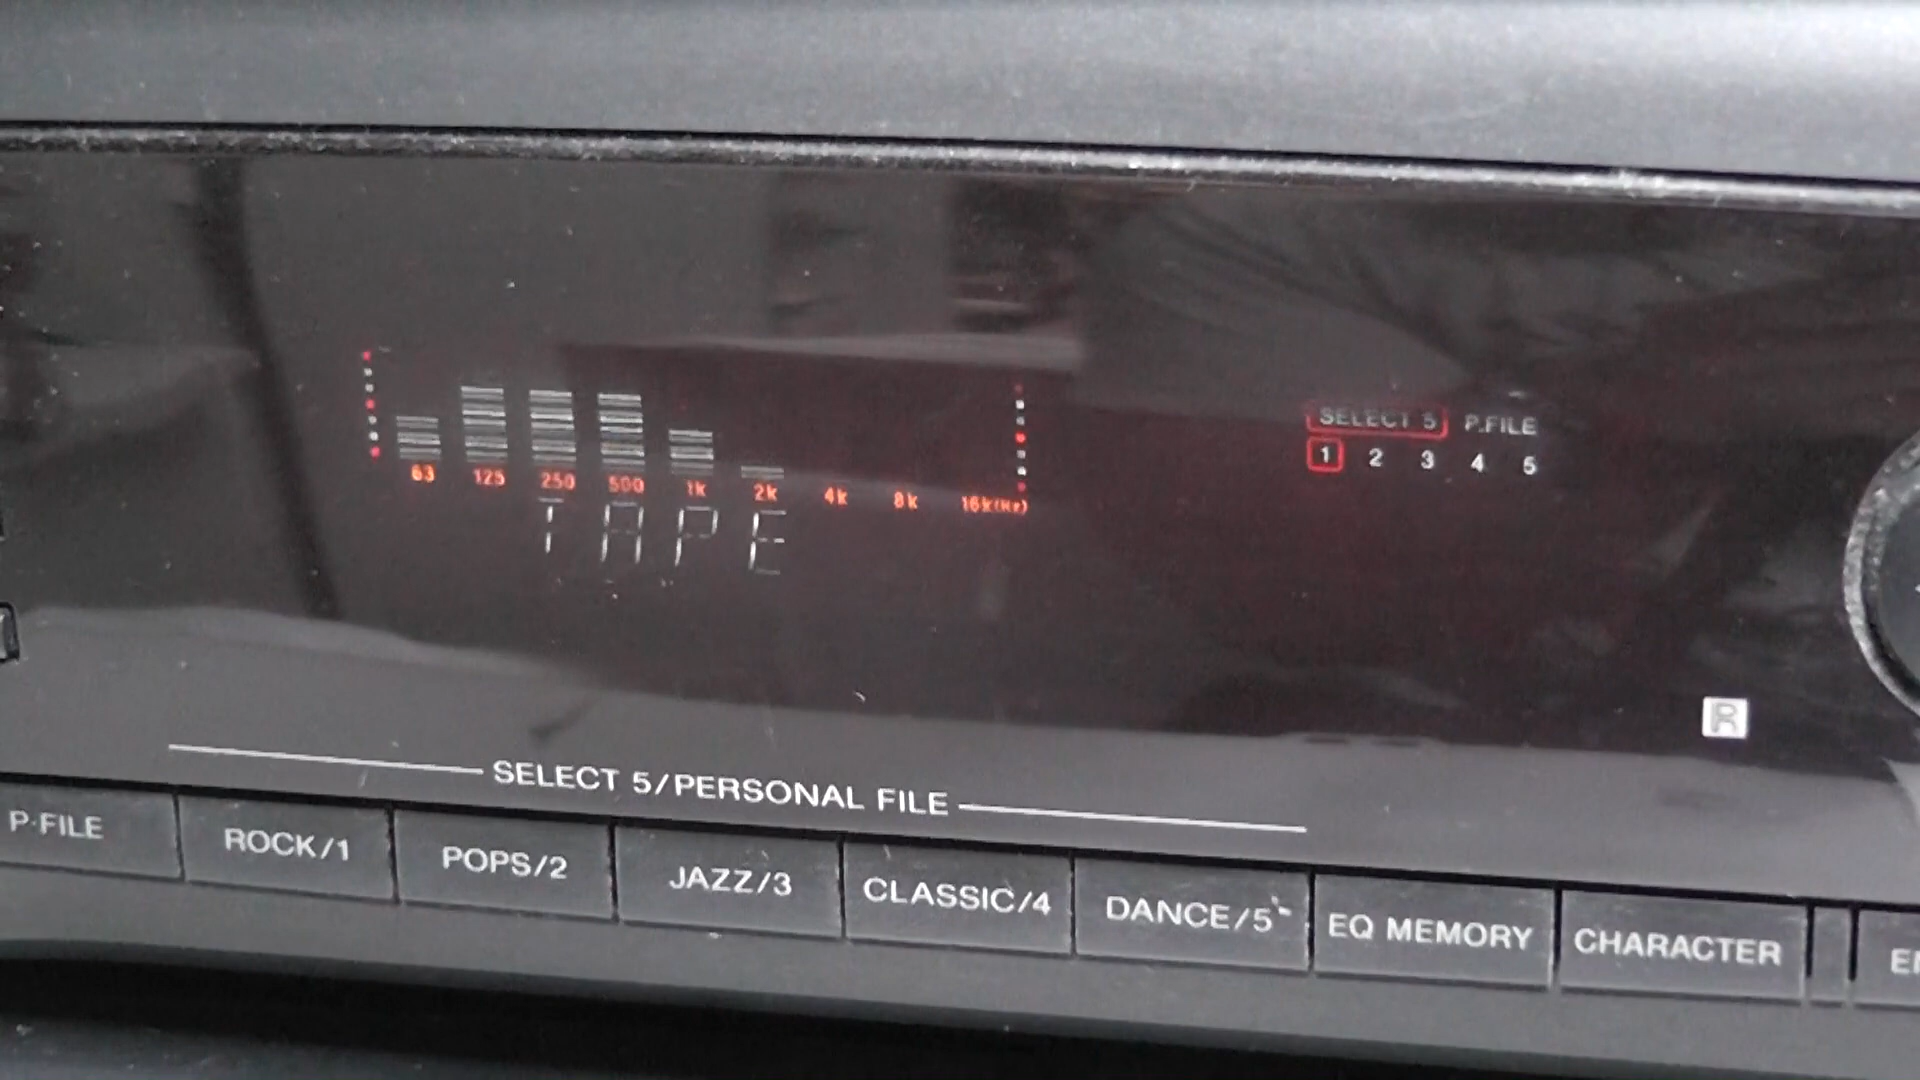 SELECT 5 P.FILE
1 2 3 4 5
63 125 250 500 1k 2k 4k 8k 16k(Hz)
TAPE
R
SELECT 5/PERSONAL FILE
P·FILE ROCK/1 POPS/2 JAZZ/3 CLASSIC/4 DANCE/5 EQ MEMORY CHARACTER